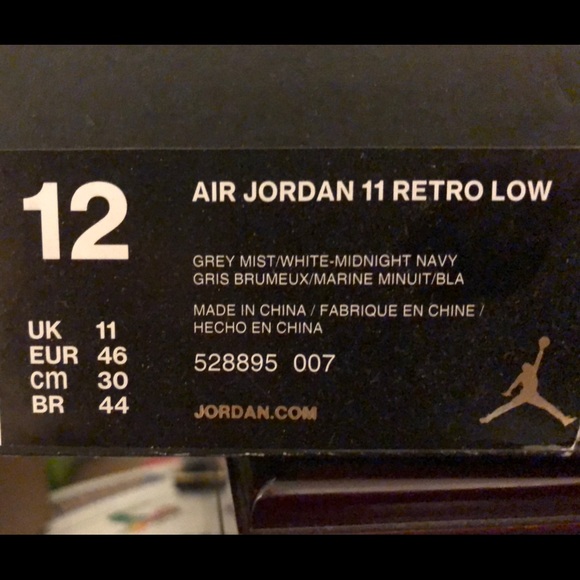 12
AIR JORDAN 11 RETRO LOW
GREY MIST/WHITE-MIDNIGHT NAVY
GRIS BRUMEUX/MARINE MINUIT/BLA
MADE IN CHINA / FABRIQUE EN CHINE /
HECHO EN CHINA
528895 007
JORDAN.COM
UK 11
EUR 46
cm 30
BR 44